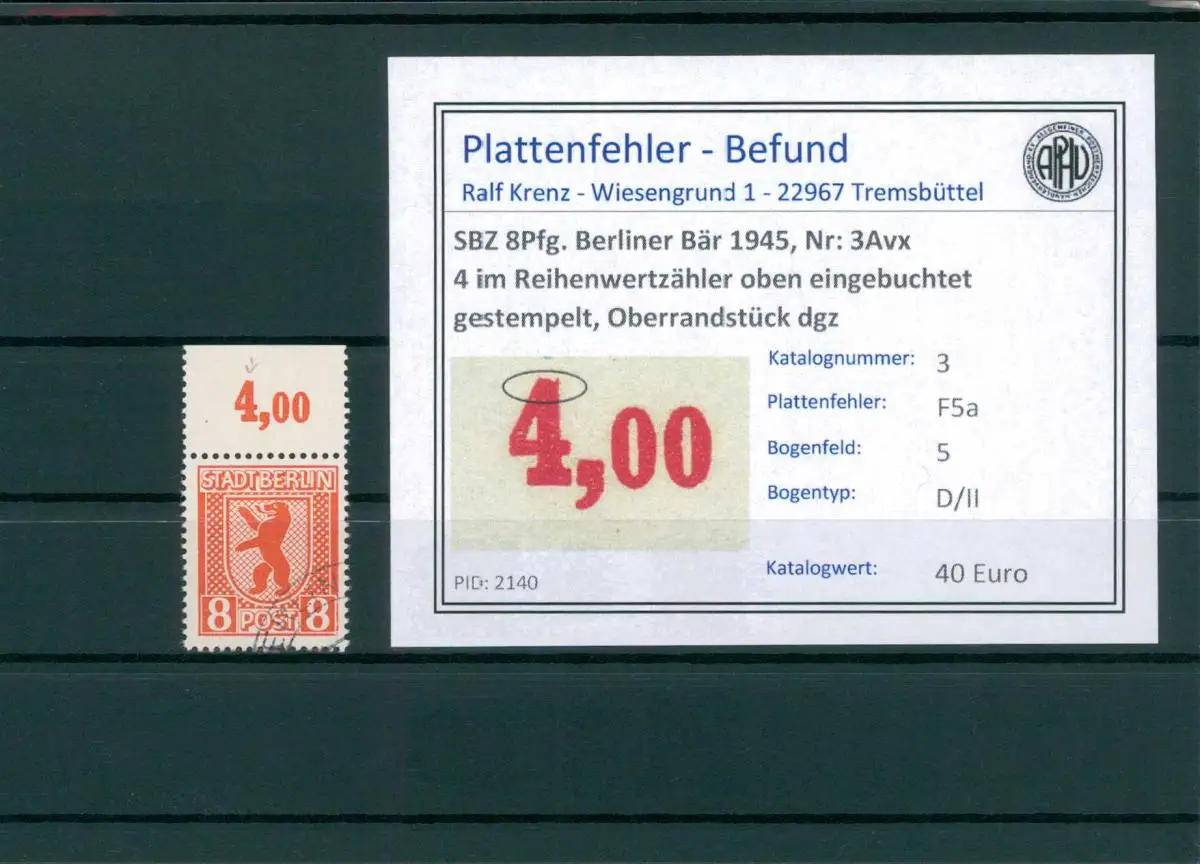 4,00
STADT BERLIN
8 POST 8
Plattenfehler - Befund
Ralf Krenz - Wiesengrund 1 - 22967 Tremsbüttel
SBZ 8Pfg. Berliner Bär 1945, Nr: 3Avx
4 im Reihenwertzähler oben eingebuchtet
gestempelt, Oberrandstück dgz
4,00
Katalognummer: 3
Plattenfehler: F5a
Bogenfeld: 5
Bogentyp: D/II
Katalogwert: 40 Euro
PID: 2140
APHV